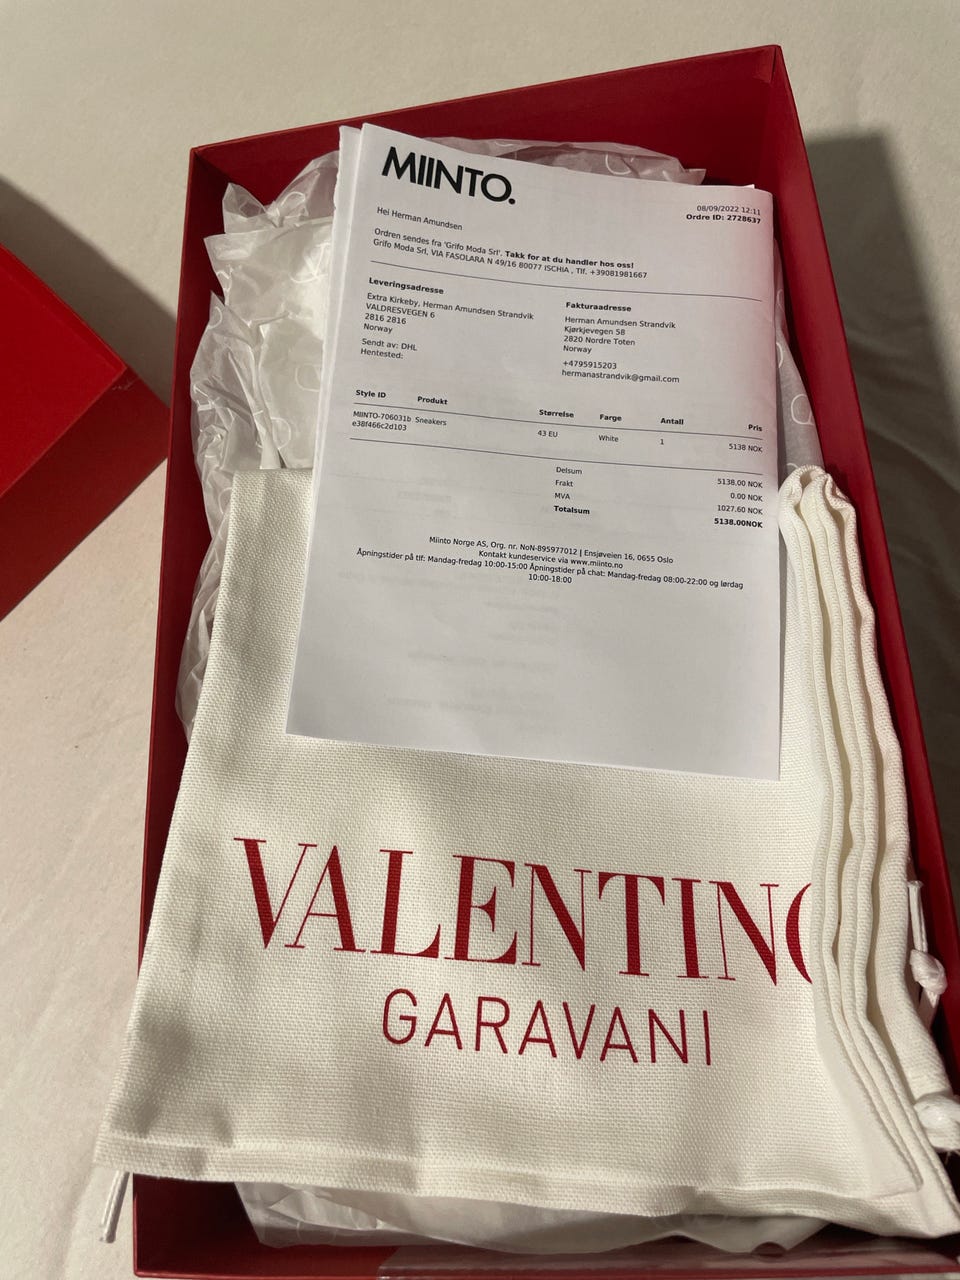 MIINTO.
08/09/2022 12:11
Ordre ID: 2728637
Hei Herman Amundsen
Ordren sendes fra 'Grifo Moda Srl'. Takk for at du handler hos oss!
Grifo Moda Srl, VIA FASOLARA N 49/16 80077 ISCHIA , Tlf. +39081981667
Leveringsadresse
Extra Kirkeby, Herman Amundsen Strandvik
VALDRESVEGEN 6
2816 2816
Norway
Sendt av: DHL
Hentested:
Fakturaadresse
Herman Amundsen Strandvik
Kjørkjevegen 58
2820 Nordre Toten
Norway
+4795915203
hermanastrandvik@gmail.com
Style ID Produkt Størrelse Farge Antall Pris
MIINTO-706031b Sneakers 43 EU White 1 5138 NOK
e38f466c2d103
Delsum 5138.00 NOK
Frakt 0.00 NOK
MVA 1027.60 NOK
Totalsum 5138.00NOK
Miinto Norge AS, Org. nr. NoN-895977012 | Ensjøveien 16, 0655 Oslo
Kontakt kundeservice via www.miinto.no
Åpningstider på tlf: Mandag-fredag 10:00-15:00 Åpningstider på chat: Mandag-fredag 08:00-22:00 og lørdag
10:00-18:00
VALENTINO
GARAVANI